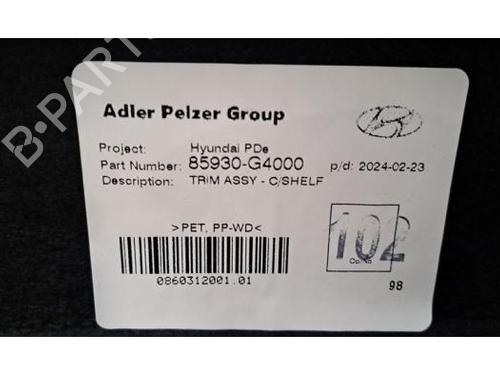 B-PARTS
Adler Pelzer Group
Project: Hyundai PDe
Part Number: 85930-G4000 p/d: 2024-02-23
Description: TRIM ASSY - C/SHELF
>PET, PP-WD<
102
0860312001.01
98